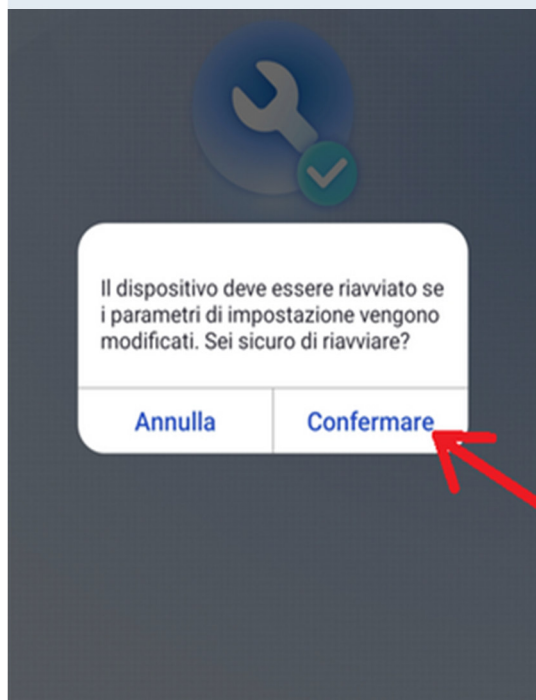 Il dispositivo deve essere riavviato se
i parametri di impostazione vengono
modificati. Sei sicuro di riavviare?
Annulla
Confermare